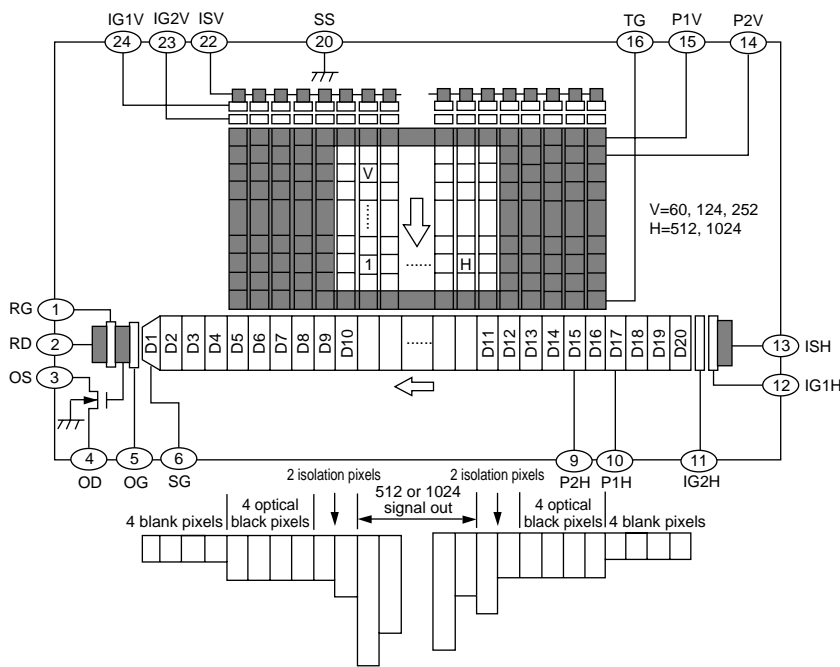 IG1V IG2V ISV SS TG P1V P2V
24 23 22 20 16 15 14
V
1 ...... H
V=60, 124, 252
H=512, 1024
RG 1
RD 2
OS 3
D1 D2 D3 D4 D5 D6 D7 D8 D9 D10 ...... D11 D12 D13 D14 D15 D16 D17 D18 D19 D20
13 ISH
12 IG1H
4 5 6 9 10 11
OD OG SG P2H P1H IG2H
2 isolation pixels 2 isolation pixels
4 blank pixels
4 optical
black pixels
512 or 1024
signal out
4 optical
black pixels
4 blank pixels